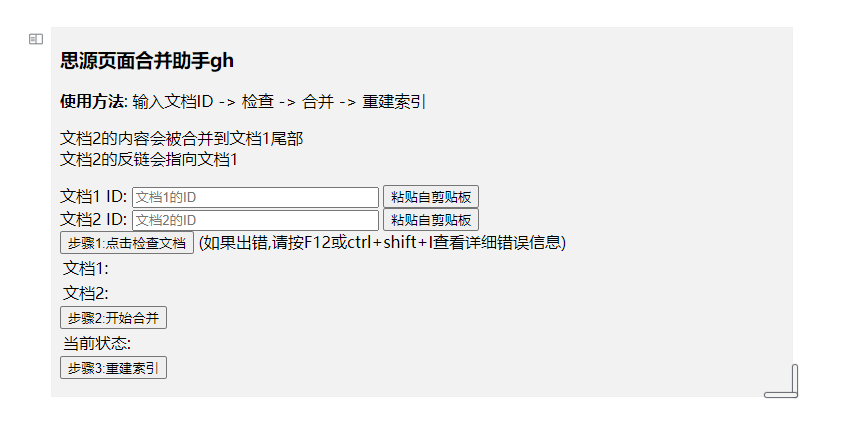 思源页面合并助手gh
使用方法: 输入文档ID -> 检查 -> 合并 -> 重建索引
文档2的内容会被合并到文档1尾部
文档2的反链会指向文档1
文档1 ID: 文档1的ID 粘贴自剪贴板
文档2 ID: 文档2的ID 粘贴自剪贴板
步骤1:点击检查文档 (如果出错,请按F12或ctrl+shift+I查看详细错误信息)
文档1:
文档2:
步骤2:开始合并
当前状态:
步骤3:重建索引